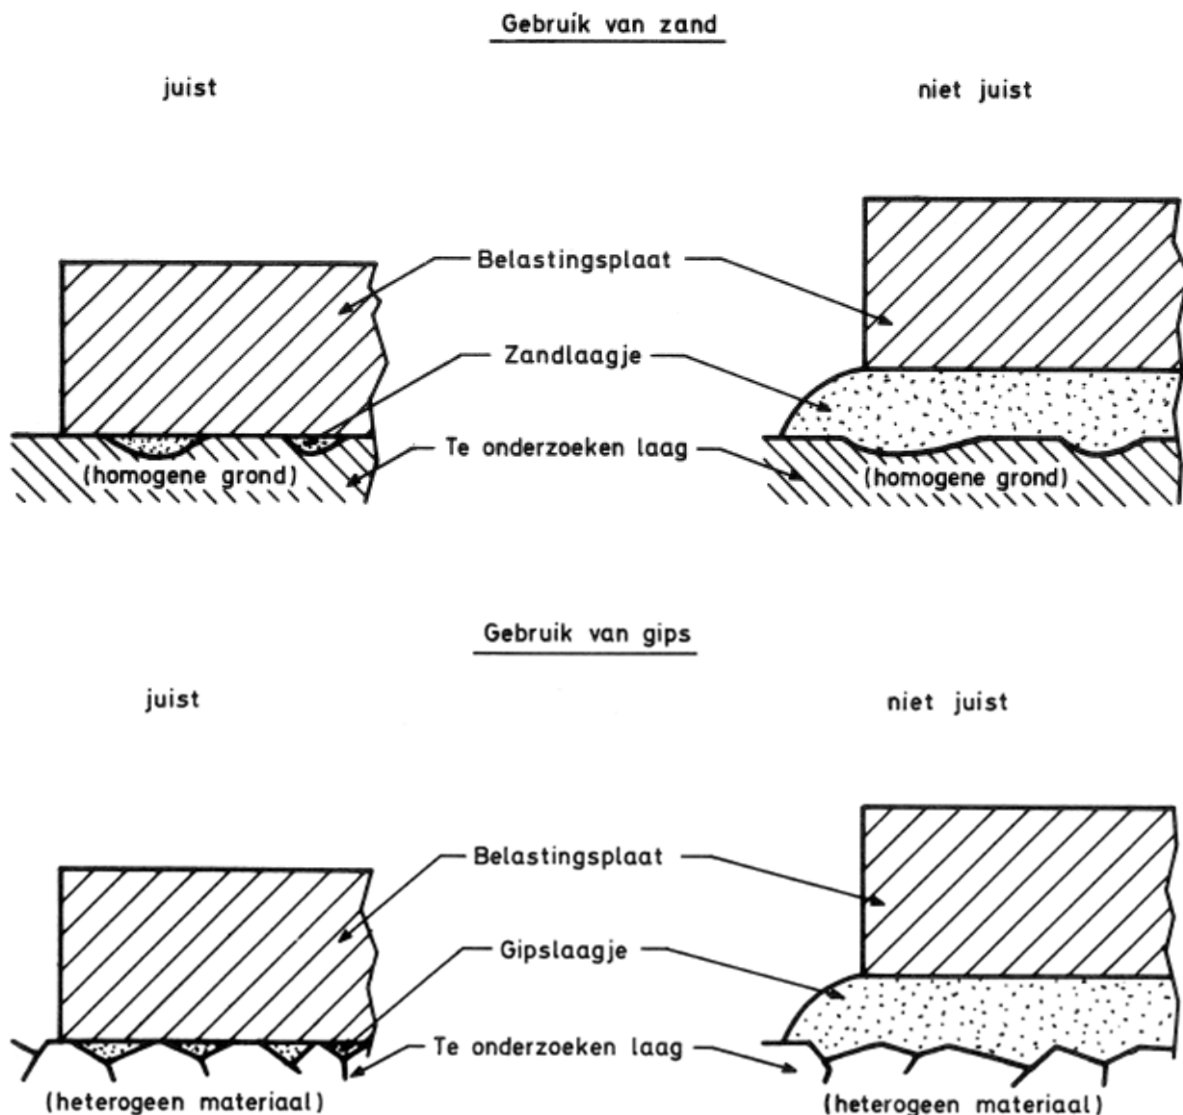 Gebruik van zand
juist
niet juist
Belastingsplaat
Zandlaagje
Te onderzoeken laag
(homogene grond)
(homogene grond)
Gebruik van gips
juist
niet juist
Belastingsplaat
Gipslaagje
Te onderzoeken laag
(heterogeen materiaal)
(heterogeen materiaal)